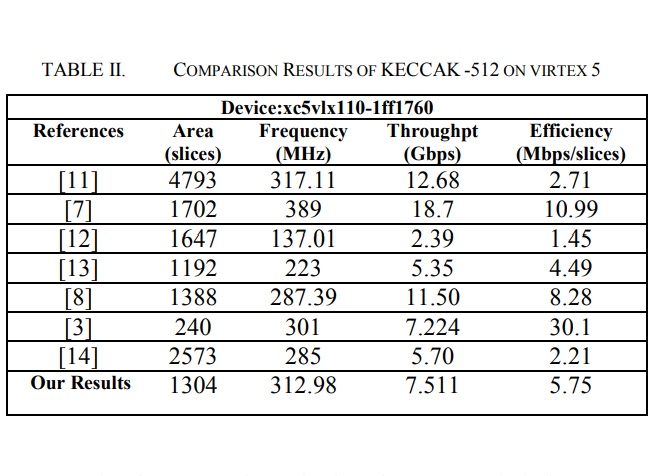 TABLE II. COMPARISON RESULTS OF KECCAK -512 ON VIRTEX 5
Device:xc5vlx110-1ff1760
References Area (slices) Frequency (MHz) Throughpt (Gbps) Efficiency (Mbps/slices)
[11] 4793 317.11 12.68 2.71
[7] 1702 389 18.7 10.99
[12] 1647 137.01 2.39 1.45
[13] 1192 223 5.35 4.49
[8] 1388 287.39 11.50 8.28
[3] 240 301 7.224 30.1
[14] 2573 285 5.70 2.21
Our Results 1304 312.98 7.511 5.75